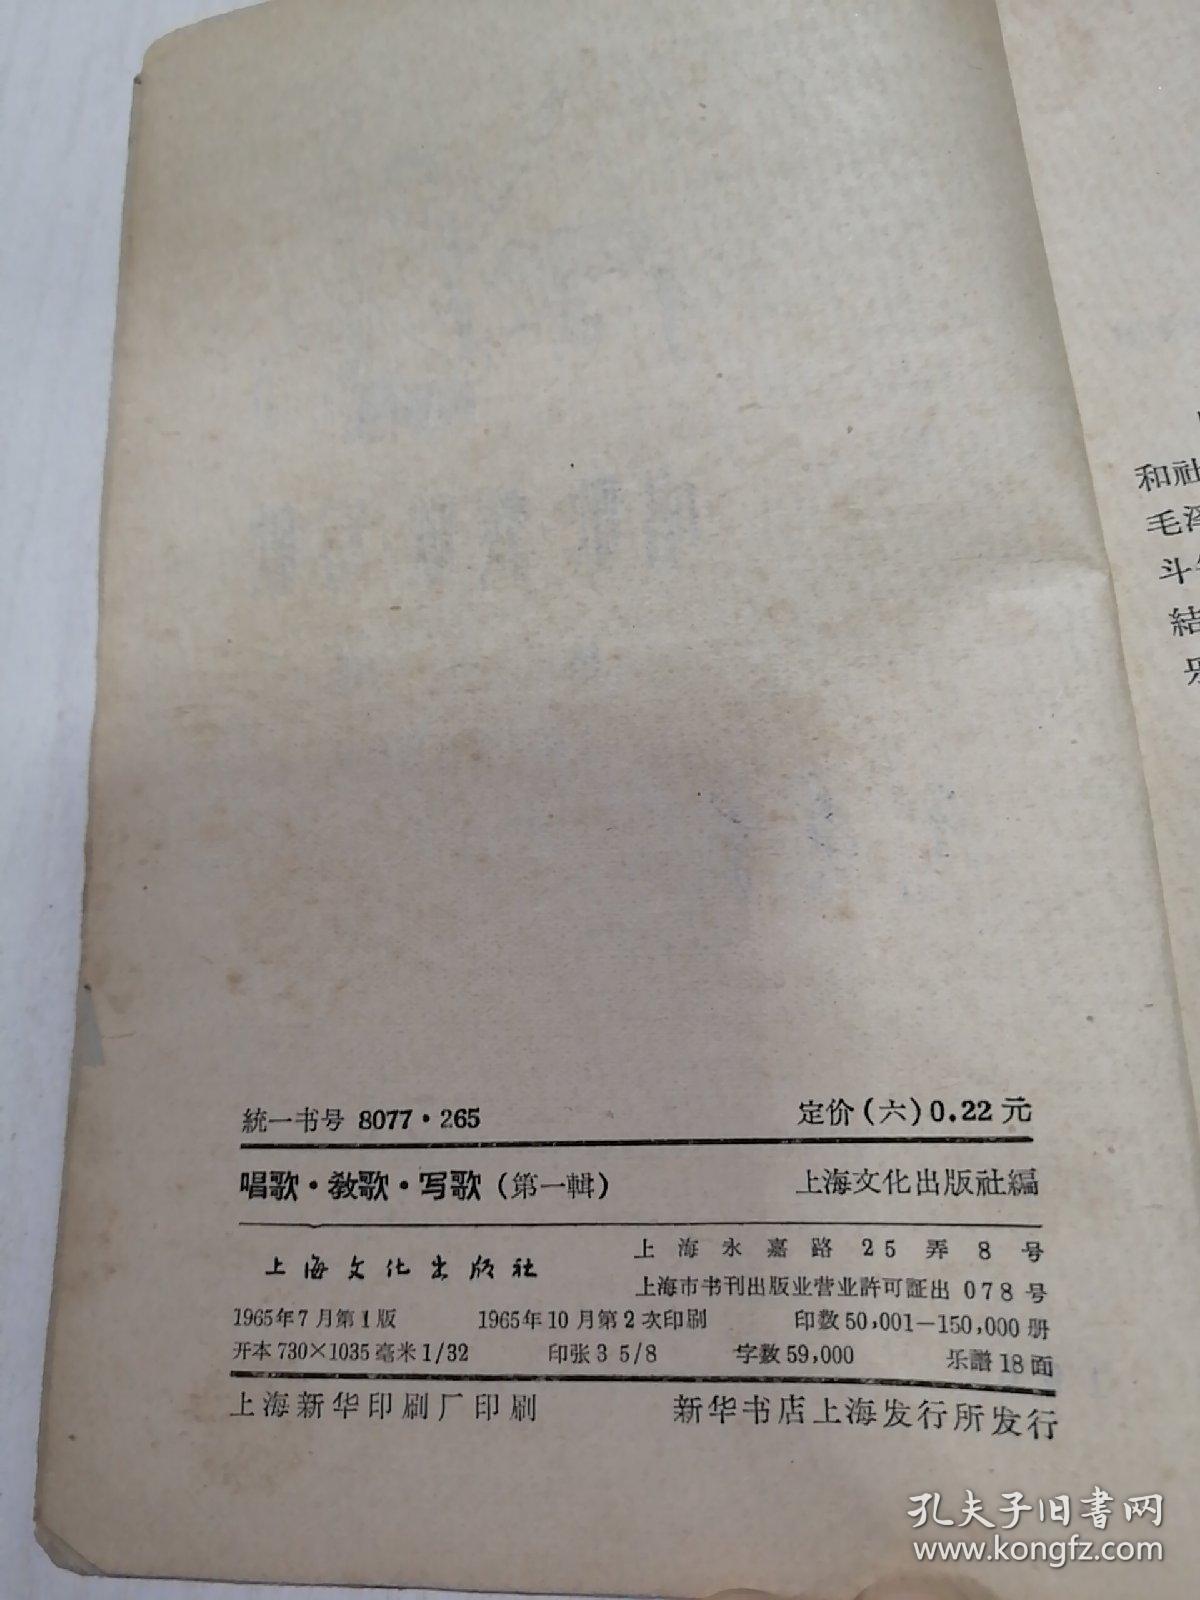 統一书号 8077·265
定价(六)0.22元
唱歌·敎歌·写歌(第一輯)
上海文化出版社編
上海文化出版社
上海永嘉路25弄8号
上海市书刊出版业营业許可証出078号
1965年7月第1版 1965年10月第2次印刷 印数50,001—150,000册
开本730×1035毫米1/32 印张3 5/8 字数59,000 乐譜18面
上海新华印刷厂印刷 新华书店上海发行所发行
和社
毛泽
斗
結
孔夫子旧書网
www.kongfz.com